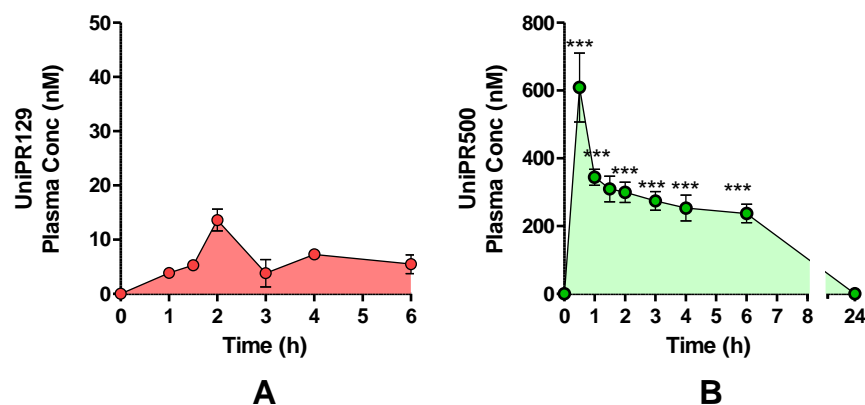 UniPR129
Plasma Conc (nM)
50
40
30
20
10
0
0 1 2 3 4 5 6
Time (h)
A
UniPR500
Plasma Conc (nM)
800
600
400
200
0
***
***
***
***
***
***
0 1 2 3 4 5 6 7 8 24
Time (h)
B